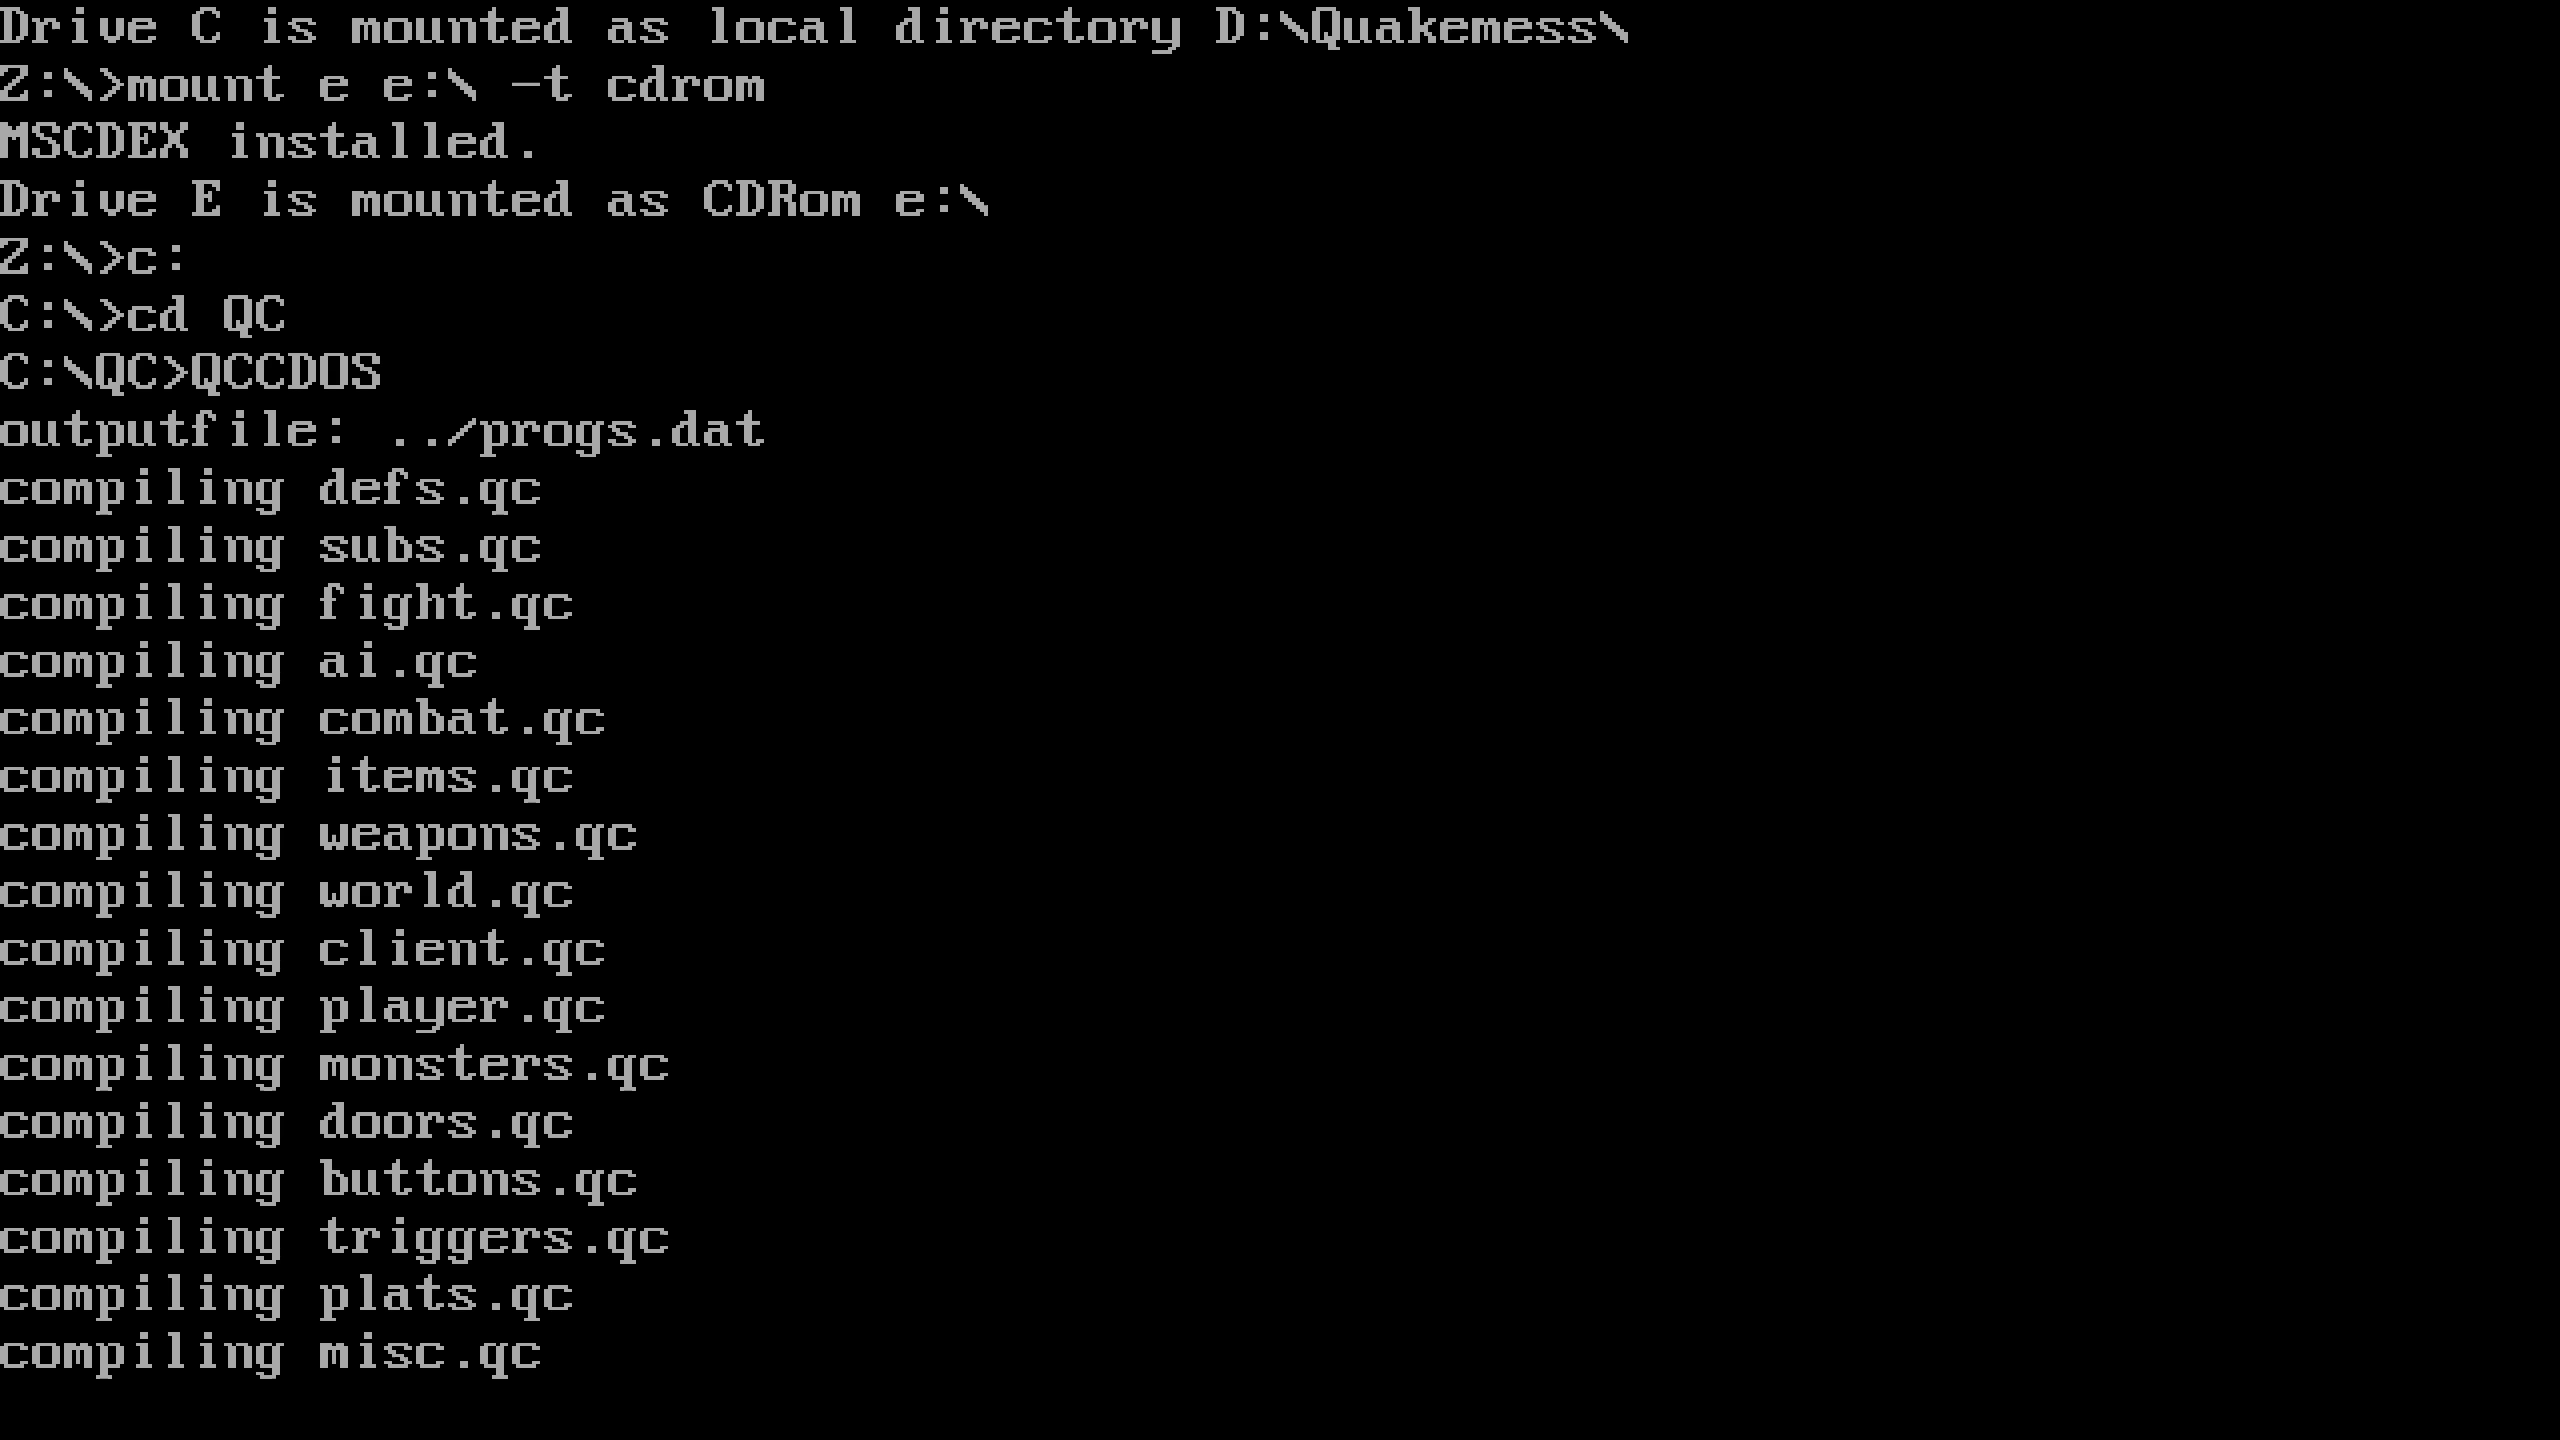 Drive C is mounted as local directory D:\Quakemess\
Z:\>mount e e:\ -t cdrom
MSCDEX installed.
Drive E is mounted as CDRom e:\
Z:\>c:
C:\>cd QC
C:\QC>QCCDOS
outputfile: ../progs.dat
compiling defs.qc
compiling subs.qc
compiling fight.qc
compiling ai.qc
compiling combat.qc
compiling items.qc
compiling weapons.qc
compiling world.qc
compiling client.qc
compiling player.qc
compiling monsters.qc
compiling doors.qc
compiling buttons.qc
compiling triggers.qc
compiling plats.qc
compiling misc.qc